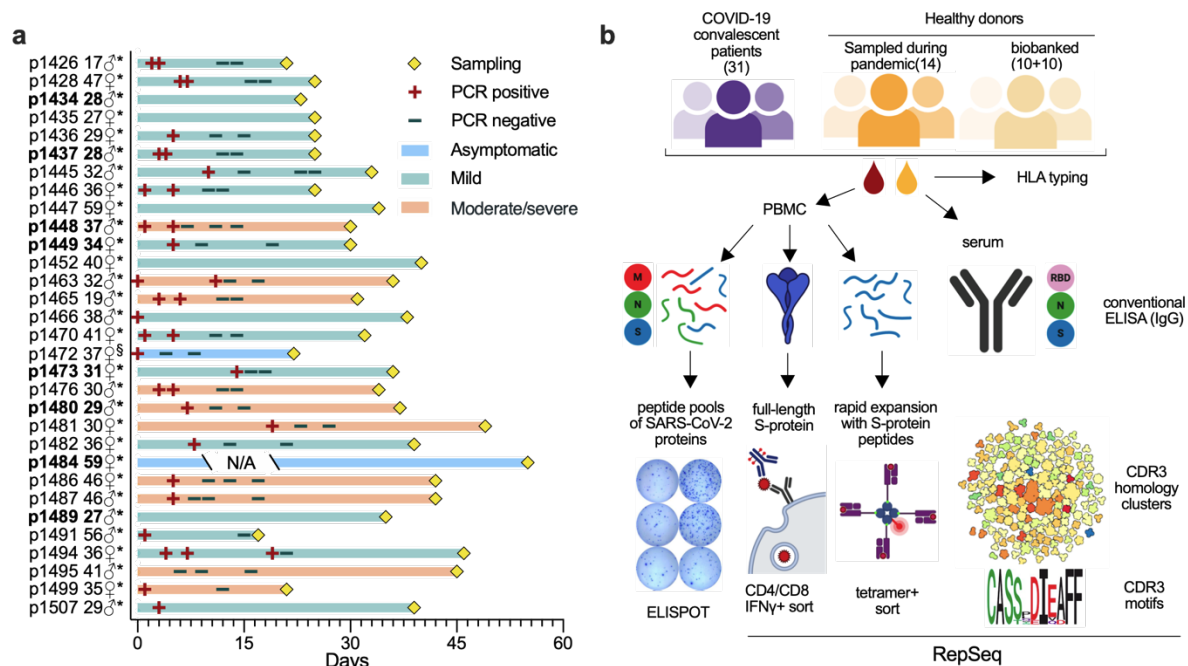 a
p1426 17♂*
p1428 47♀*
p1434 28♂*
p1435 27♀*
p1436 29♀*
p1437 28♂*
p1445 32♂*
p1446 36♀*
p1447 59♀*
p1448 37♂*
p1449 34♀*
p1452 40♀*
p1463 32♂*
p1465 19♂*
p1466 38♂*
p1470 41♀*
p1472 37♀§
p1473 31♀*
p1476 30♂*
p1480 29♂*
p1481 30♀*
p1482 36♀*
p1484 59♀*
p1486 46♀*
p1487 46♂*
p1489 27♂*
p1491 56♂*
p1494 36♀*
p1495 41♂*
p1499 35♀*
p1507 29♂*
N/A
0 15 30 45 60
Days
Sampling
PCR positive
PCR negative
Asymptomatic
Mild
Moderate/severe
b
COVID-19
convalescent
patients
(31)
Healthy donors
Sampled during
pandemic(14)
biobanked
(10+10)
HLA typing
PBMC
serum
M
N
S
RBD
N
S
conventional
ELISA (IgG)
peptide pools
of SARS-CoV-2
proteins
full-length
S-protein
rapid expansion
with S-protein
peptides
CDR3
homology
clusters
ELISPOT
CD4/CD8
IFNγ+ sort
tetramer+
sort
CASS DIEAFF
CDR3
motifs
RepSeq